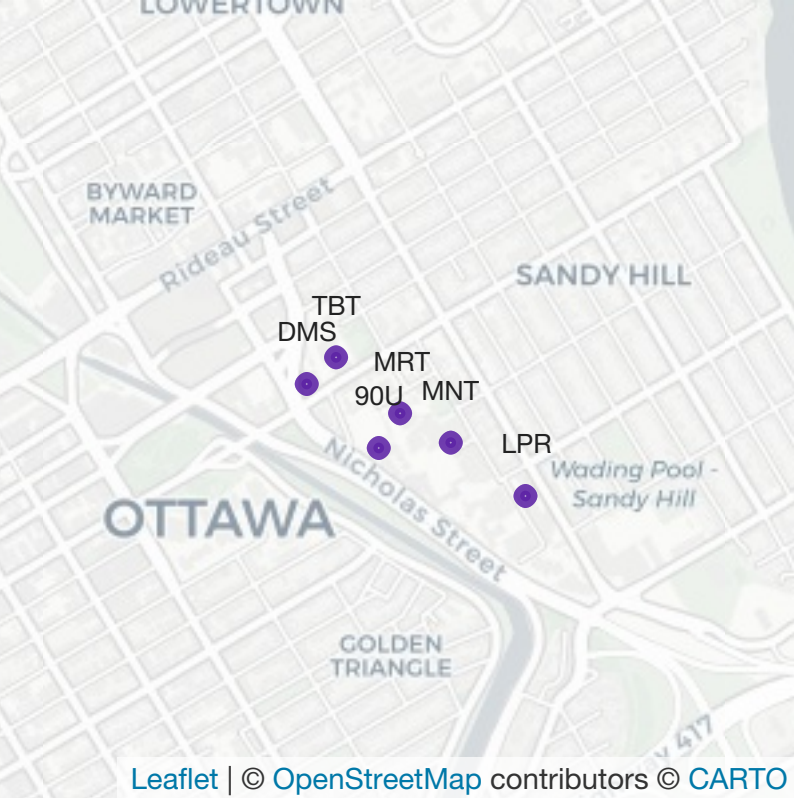 LOWERTOWN
BYWARD
MARKET
Rideau Street
SANDY HILL
TBT
DMS
MRT
90U
MNT
LPR
Wading Pool -
Sandy Hill
Nicholas Street
OTTAWA
GOLDEN
TRIANGLE
417
Leaflet | © OpenStreetMap contributors © CARTO